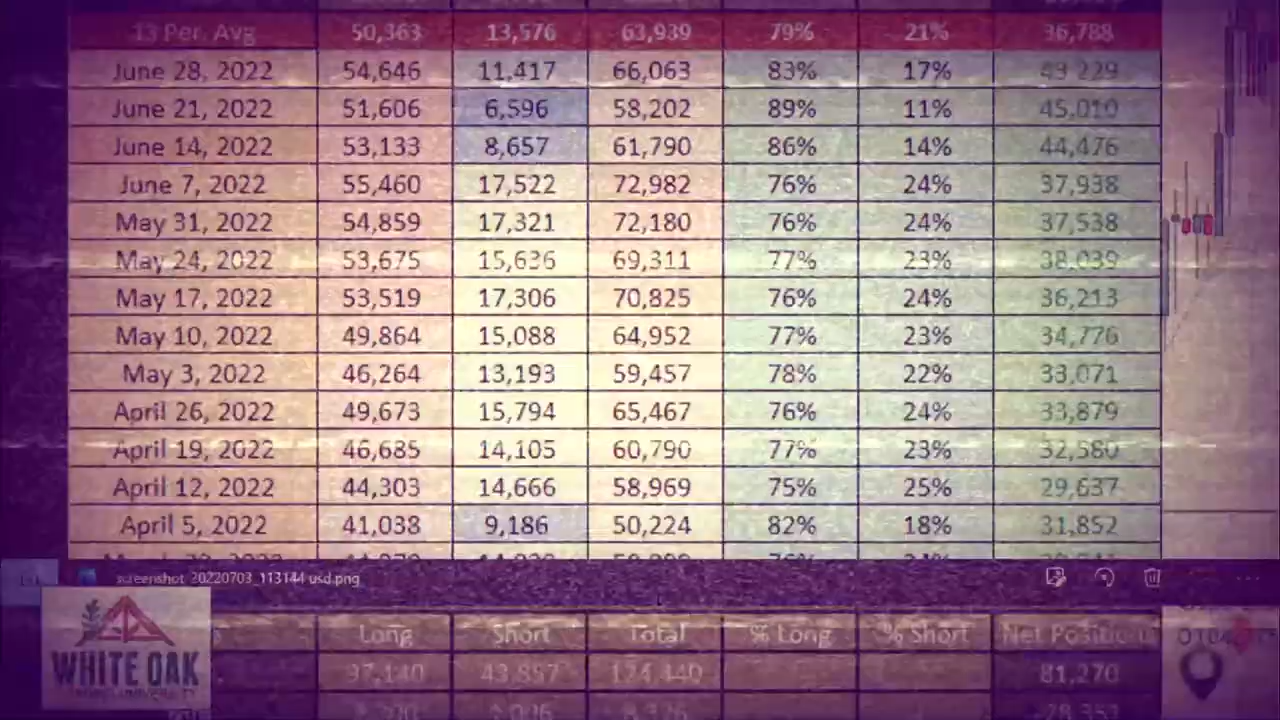 13 Per. Avg 50,363 13,576 63,939 79% 21% 36,788
June 28, 2022 54,646 11,417 66,063 83% 17% 43,229
June 21, 2022 51,606 6,596 58,202 89% 11% 45,010
June 14, 2022 53,133 8,657 61,790 86% 14% 44,476
June 7, 2022 55,460 17,522 72,982 76% 24% 37,938
May 31, 2022 54,859 17,321 72,180 76% 24% 37,538
May 24, 2022 53,675 15,636 69,311 77% 23% 38,039
May 17, 2022 53,519 17,306 70,825 76% 24% 36,213
May 10, 2022 49,864 15,088 64,952 77% 23% 34,776
May 3, 2022 46,264 13,193 59,457 78% 22% 33,071
April 26, 2022 49,673 15,794 65,467 76% 24% 33,879
April 19, 2022 46,685 14,105 60,790 77% 23% 32,580
April 12, 2022 44,303 14,666 58,969 75% 25% 29,637
April 5, 2022 41,038 9,186 50,224 82% 18% 31,852
screenshot_20220703_113144 usd.png
Long Short Total % Long % Short Net Position
43,857 81,270
WHITE OAK